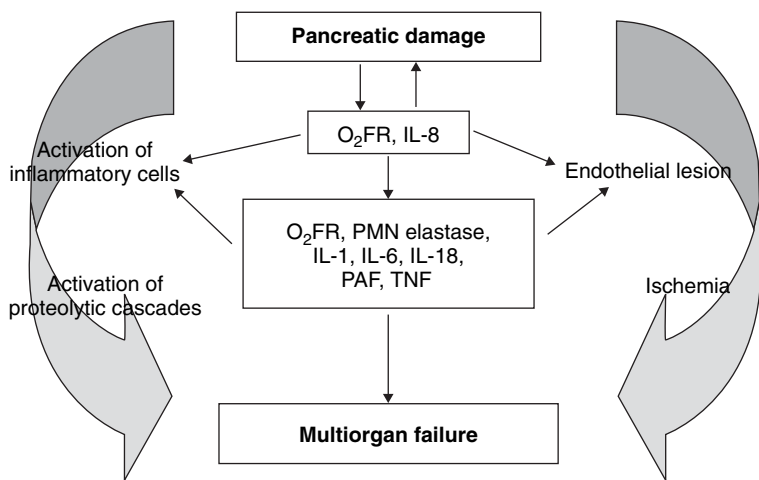 Pancreatic damage
O₂FR, IL-8
Activation of
inflammatory cells
Endothelial lesion
O₂FR, PMN elastase,
IL-1, IL-6, IL-18,
PAF, TNF
Activation of
proteolytic cascades
Ischemia
Multiorgan failure